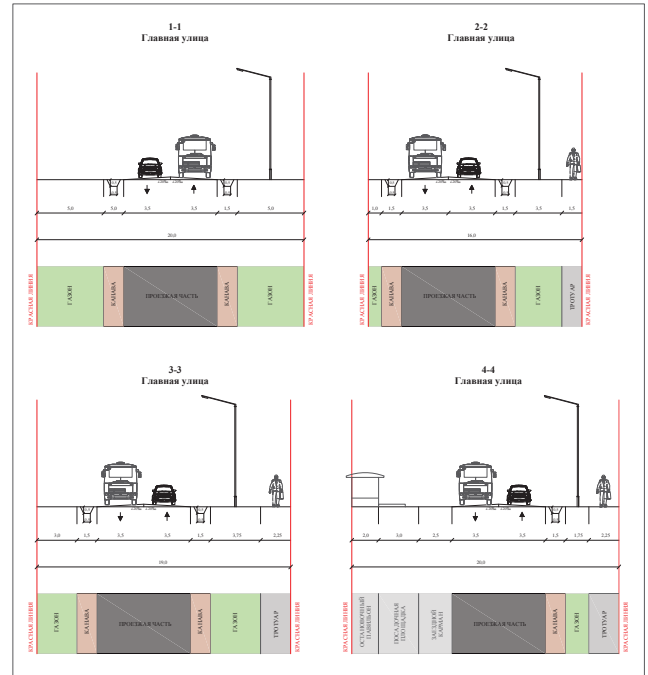 1-1
Главная улица
5,0 5,0 3,5 3,5 1,5 5,0
20,0
КРАСНАЯ ЛИНИЯ
ГАЗОН
КАНАВА
ПРОЕЗЖАЯ ЧАСТЬ
КАНАВА
ГАЗОН
КРАСНАЯ ЛИНИЯ
2-2
Главная улица
1,0 1,5 3,5 3,5 1,5 3,5 1,5
16,0
КРАСНАЯ ЛИНИЯ
ГАЗОН
КАНАВА
ПРОЕЗЖАЯ ЧАСТЬ
КАНАВА
ГАЗОН
ТРОТУАР
КРАСНАЯ ЛИНИЯ
3-3
Главная улица
3,0 1,5 3,5 3,5 1,5 3,75 2,25
19,0
КРАСНАЯ ЛИНИЯ
ГАЗОН
КАНАВА
ПРОЕЗЖАЯ ЧАСТЬ
КАНАВА
ГАЗОН
ТРОТУАР
КРАСНАЯ ЛИНИЯ
4-4
Главная улица
2,0 3,0 2,5 3,5 3,5 1,5 1,75 2,25
20,0
КРАСНАЯ ЛИНИЯ
ОСТАНОВОЧНЫЙ
ПАВИЛЬОН
ПОСАДОЧНАЯ
ПЛОЩАДКА
ЗАЕЗДНОЙ
КАРМАН
ПРОЕЗЖАЯ ЧАСТЬ
КАНАВА
ГАЗОН
ТРОТУАР
КРАСНАЯ ЛИНИЯ